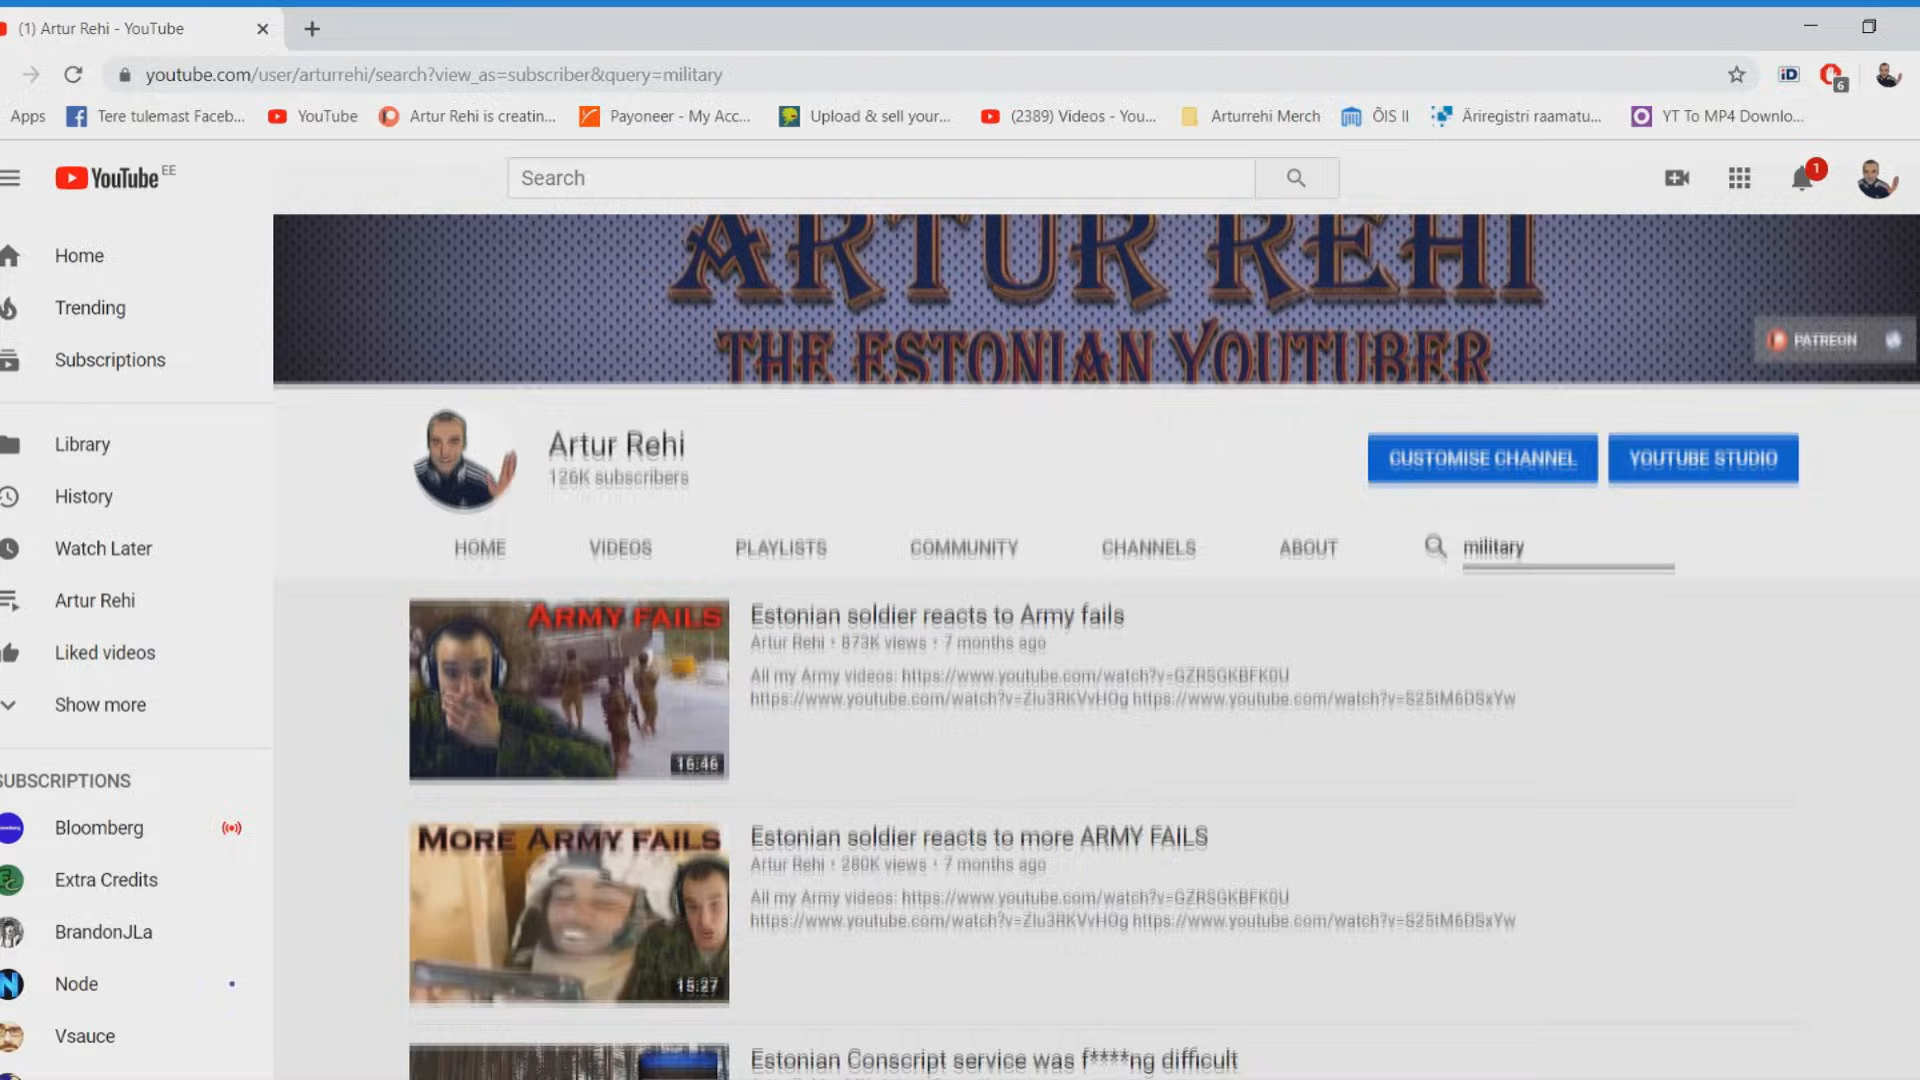 (1) Artur Rehi - YouTube
youtube.com/user/arturrehi/search?view_as=subscriber&query=military
iD
6
Apps
Tere tulemast Faceb...
YouTube
Artur Rehi is creatin...
Payoneer - My Acc...
Upload & sell your...
(2389) Videos - You...
Arturrehi Merch
ÕIS II
Äriregistri raamatu...
YT To MP4 Downlo...
YouTube EE
Search
1
ARTUR REHI
THE ESTONIAN YOUTUBER
PATREON
Home
Trending
Subscriptions
Library
History
Watch Later
Artur Rehi
Liked videos
Show more
SUBSCRIPTIONS
Bloomberg
Extra Credits
BrandonJLa
Node
Vsauce
Artur Rehi
126K subscribers
CUSTOMISE CHANNEL
YOUTUBE STUDIO
HOME
VIDEOS
PLAYLISTS
COMMUNITY
CHANNELS
ABOUT
military
ARMY FAILS
16:46
Estonian soldier reacts to Army fails
Artur Rehi • 873K views • 7 months ago
All my Army videos: https://www.youtube.com/watch?v=GZRSGKBFK0U
https://www.youtube.com/watch?v=Zlu3RKVvHOg https://www.youtube.com/watch?v=S25tM6DSxYw
MORE ARMY FAILS
15:27
Estonian soldier reacts to more ARMY FAILS
Artur Rehi • 280K views • 7 months ago
All my Army videos: https://www.youtube.com/watch?v=GZRSGKBFK0U
https://www.youtube.com/watch?v=Zlu3RKVvHOg https://www.youtube.com/watch?v=S25tM6DSxYw
Estonian Conscript service was f****ng difficult